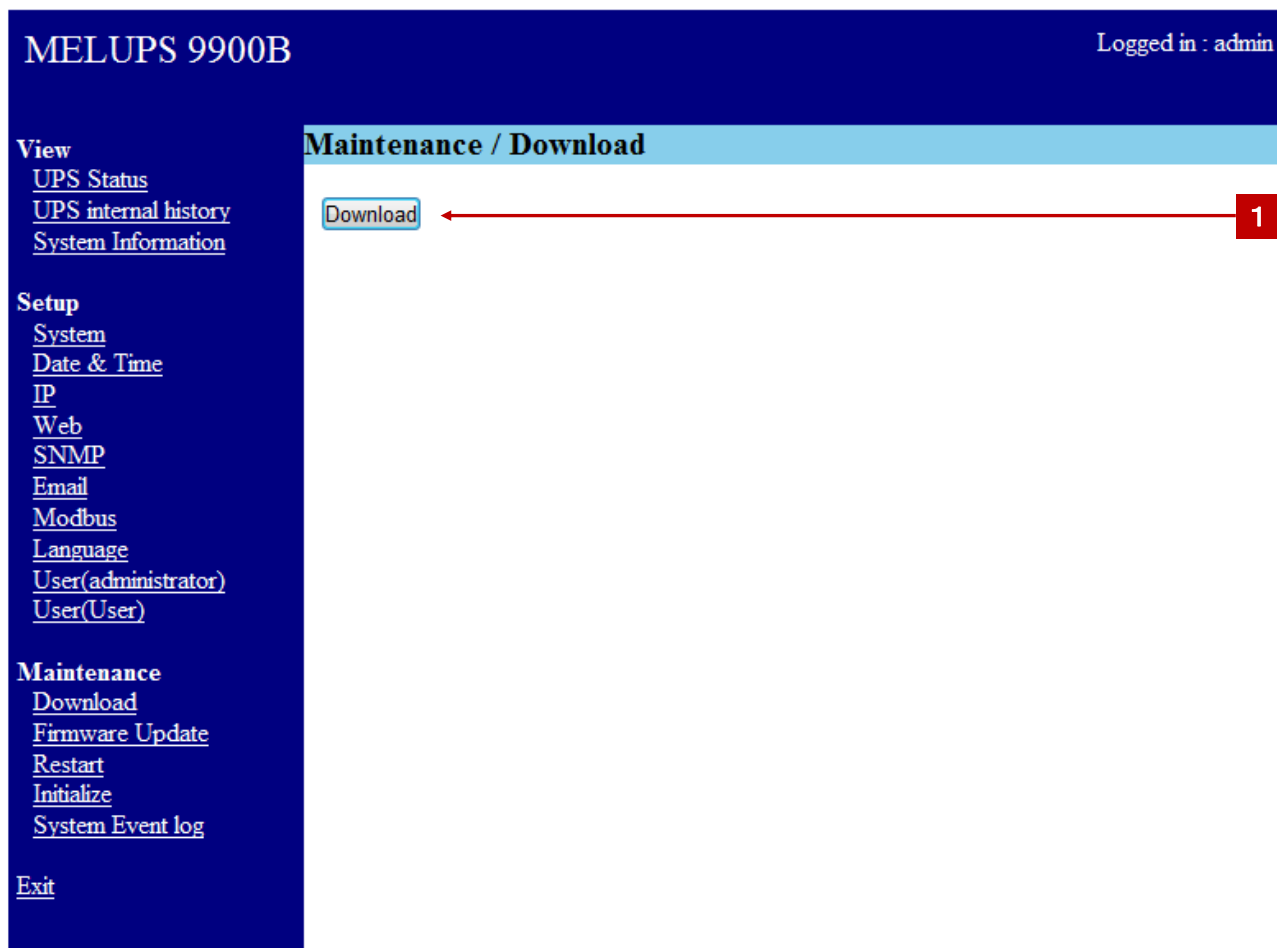 MELUPS 9900B
Logged in : admin
View
UPS Status
UPS internal history
System Information
Setup
System
Date & Time
IP
Web
SNMP
Email
Modbus
Language
User(administrator)
User(User)
Maintenance
Download
Firmware Update
Restart
Initialize
System Event log
Exit
Maintenance / Download
Download
1